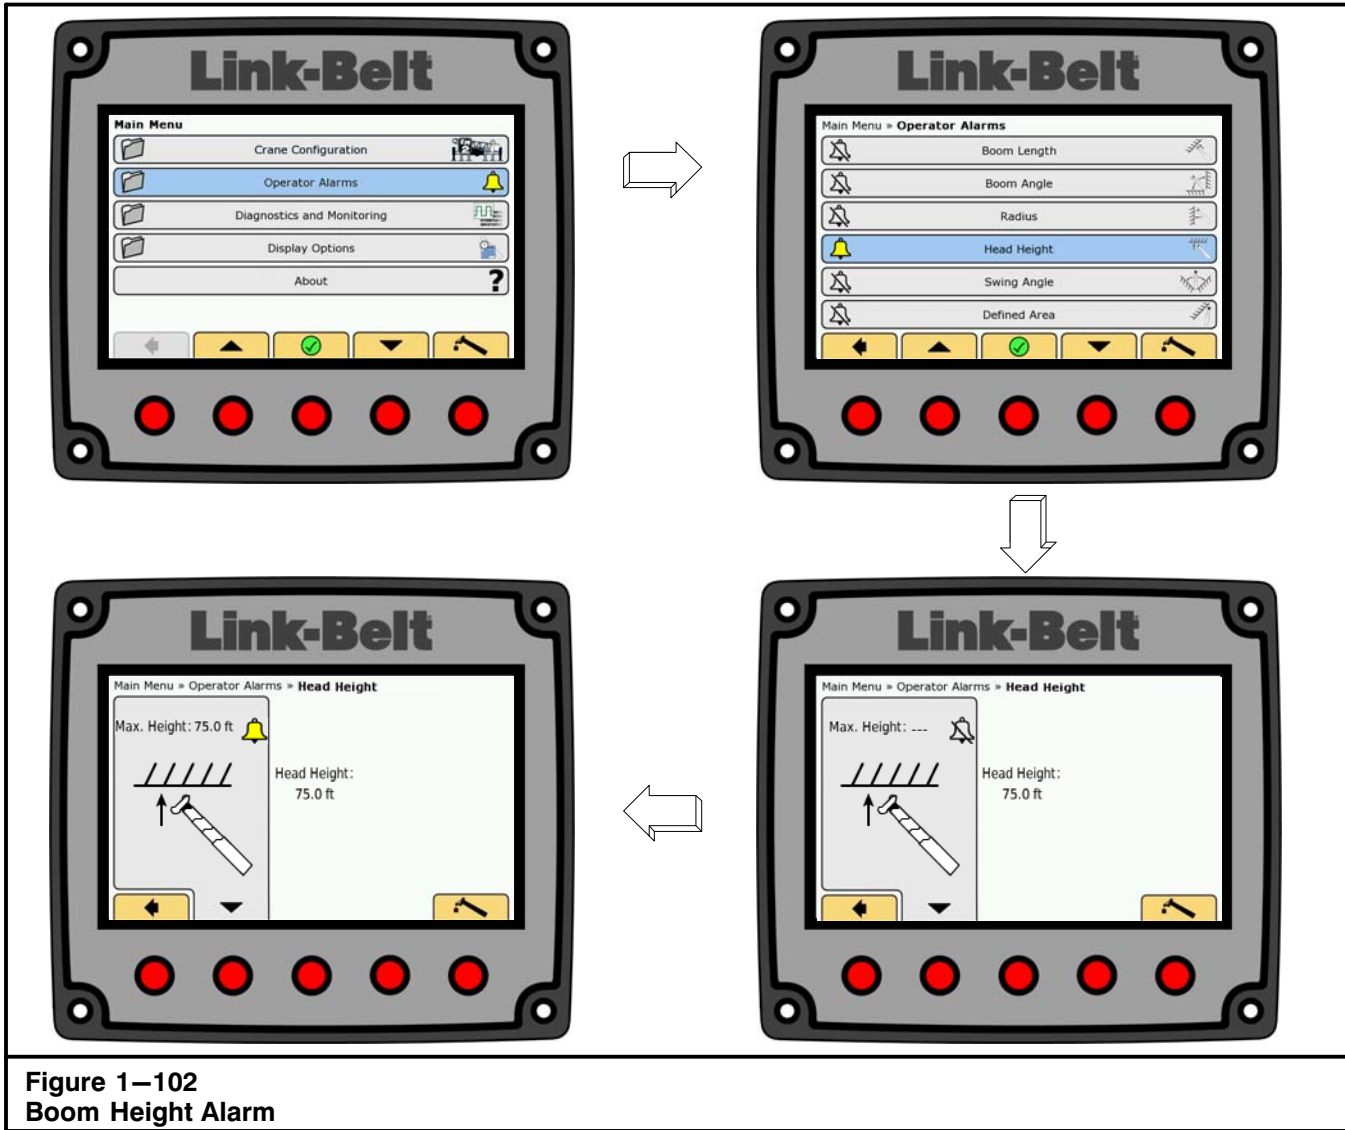 Link-Belt
Main Menu
Crane Configuration
Operator Alarms
Diagnostics and Monitoring
Display Options
About
?
Link-Belt
Main Menu » Operator Alarms
Boom Length
Boom Angle
Radius
Head Height
Swing Angle
Defined Area
Link-Belt
Main Menu » Operator Alarms » Head Height
Max. Height: 75.0 ft
Head Height:
75.0 ft
Link-Belt
Main Menu » Operator Alarms » Head Height
Max. Height: ---
Head Height:
75.0 ft
Figure 1–102
Boom Height Alarm